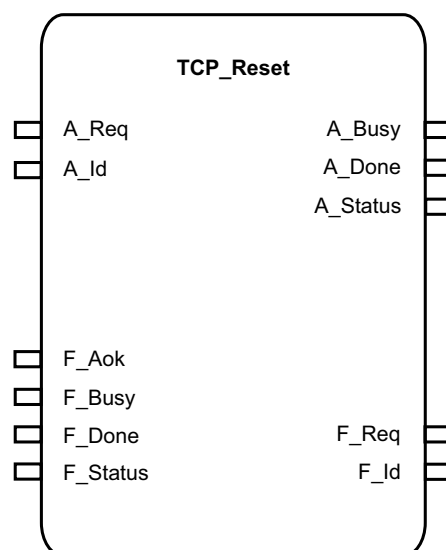 TCP_Reset
A_Req A_Busy
A_Id A_Done
A_Status
F_Aok
F_Busy
F_Done F_Req
F_Status F_Id